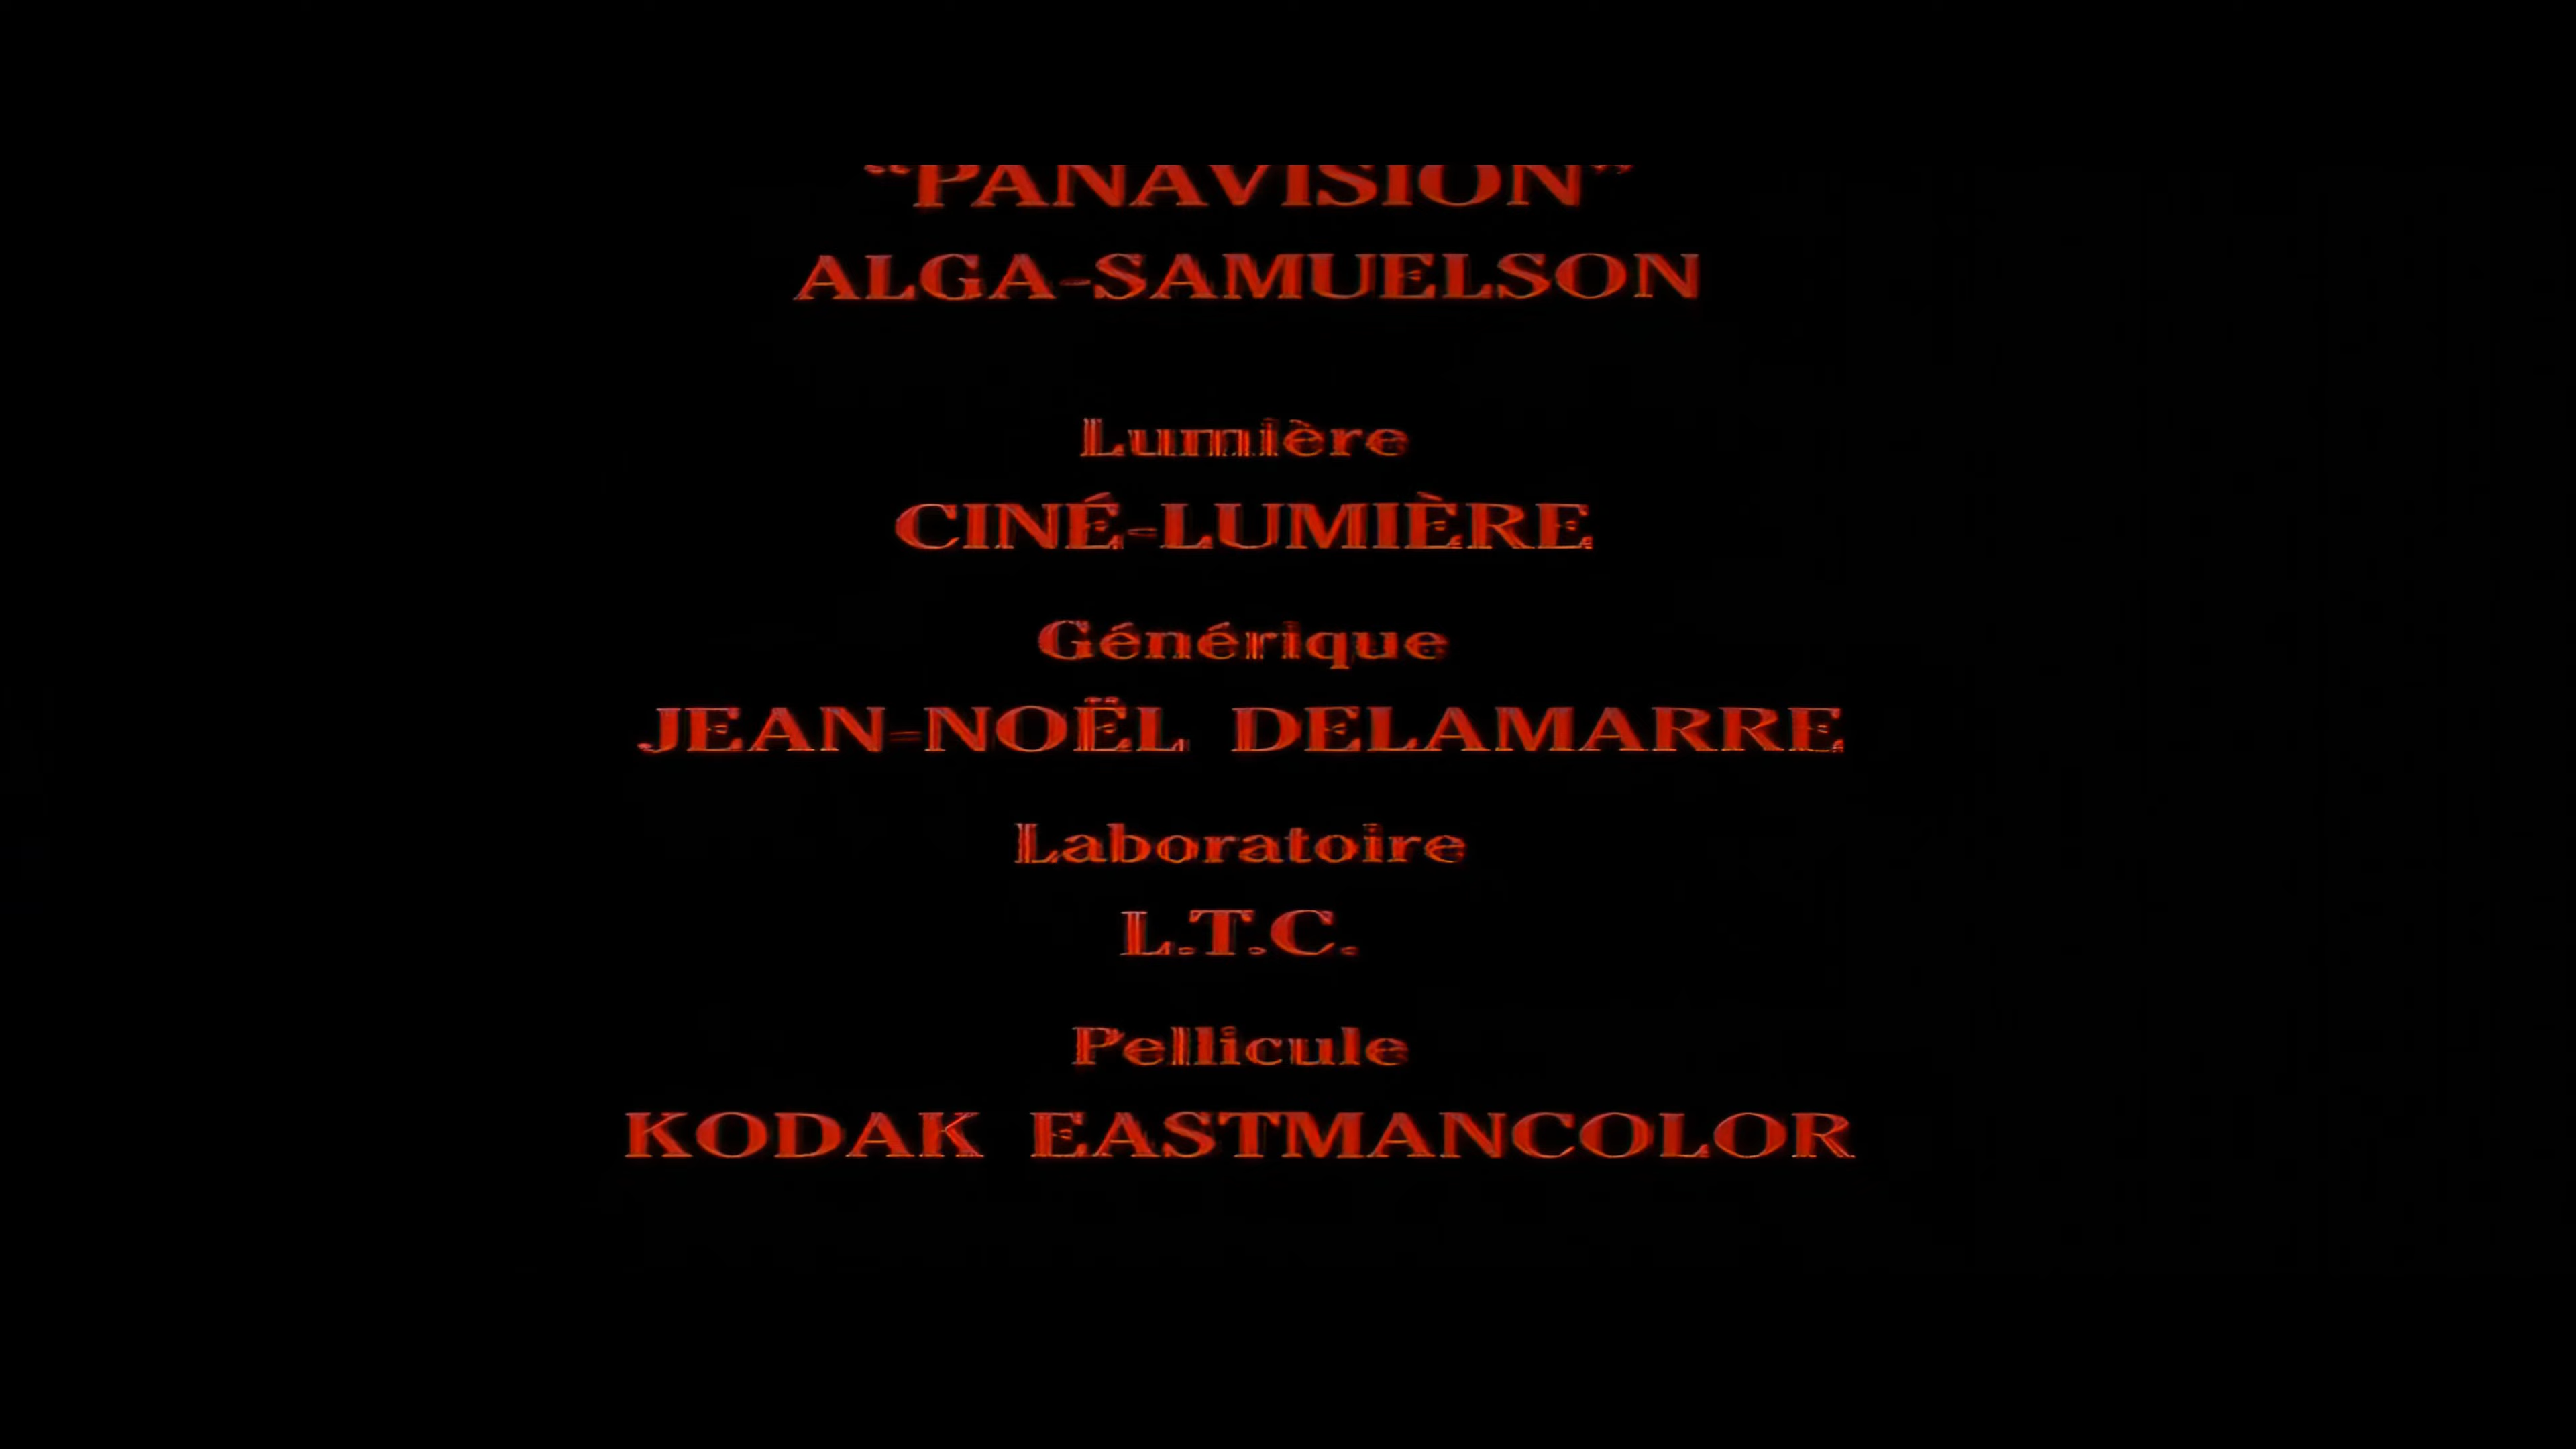 “PANAVISION”
ALGA-SAMUELSON
Lumière
CINÉ-LUMIÈRE
Générique
JEAN-NOËL DELAMARRE
Laboratoire
L.T.C.
Pellicule
KODAK EASTMANCOLOR